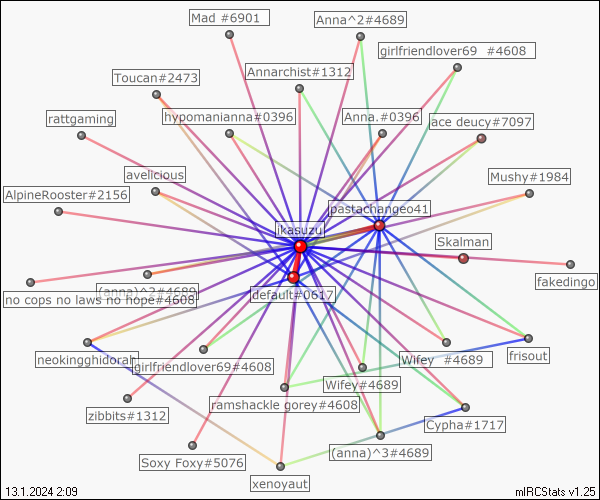 Mad #6901
Anna^2#4689
girlfriendlover69 #4608
Toucan#2473
Annarchist#1312
rattgaming
hypomanianna#0396
Anna.#0396
ace deucy#7097
avelicious
Mushy#1984
AlpineRooster#2156
pastachangeo41
ikasuzu
Skalman
fakedingo
(anna)^2#4689
no cops no laws no hope#4608
default#0617
neokingghidorah
girlfriendlover69#4608
Wifey #4689
frisout
Wifey#4689
zibbits#1312
ramshackle gorey#4608
Cypha#1717
(anna)^3#4689
Soxy Foxy#5076
xenoyaut
13.1.2024 2:09
mIRCStats v1.25